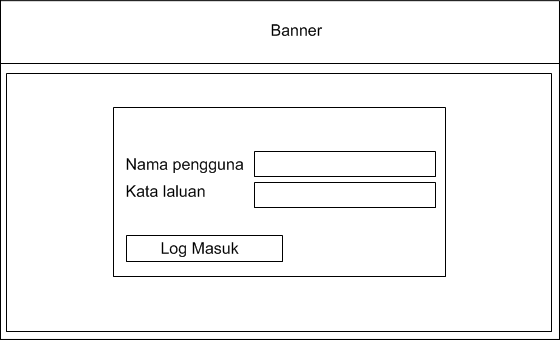 Banner
Nama pengguna
Kata laluan
Log Masuk